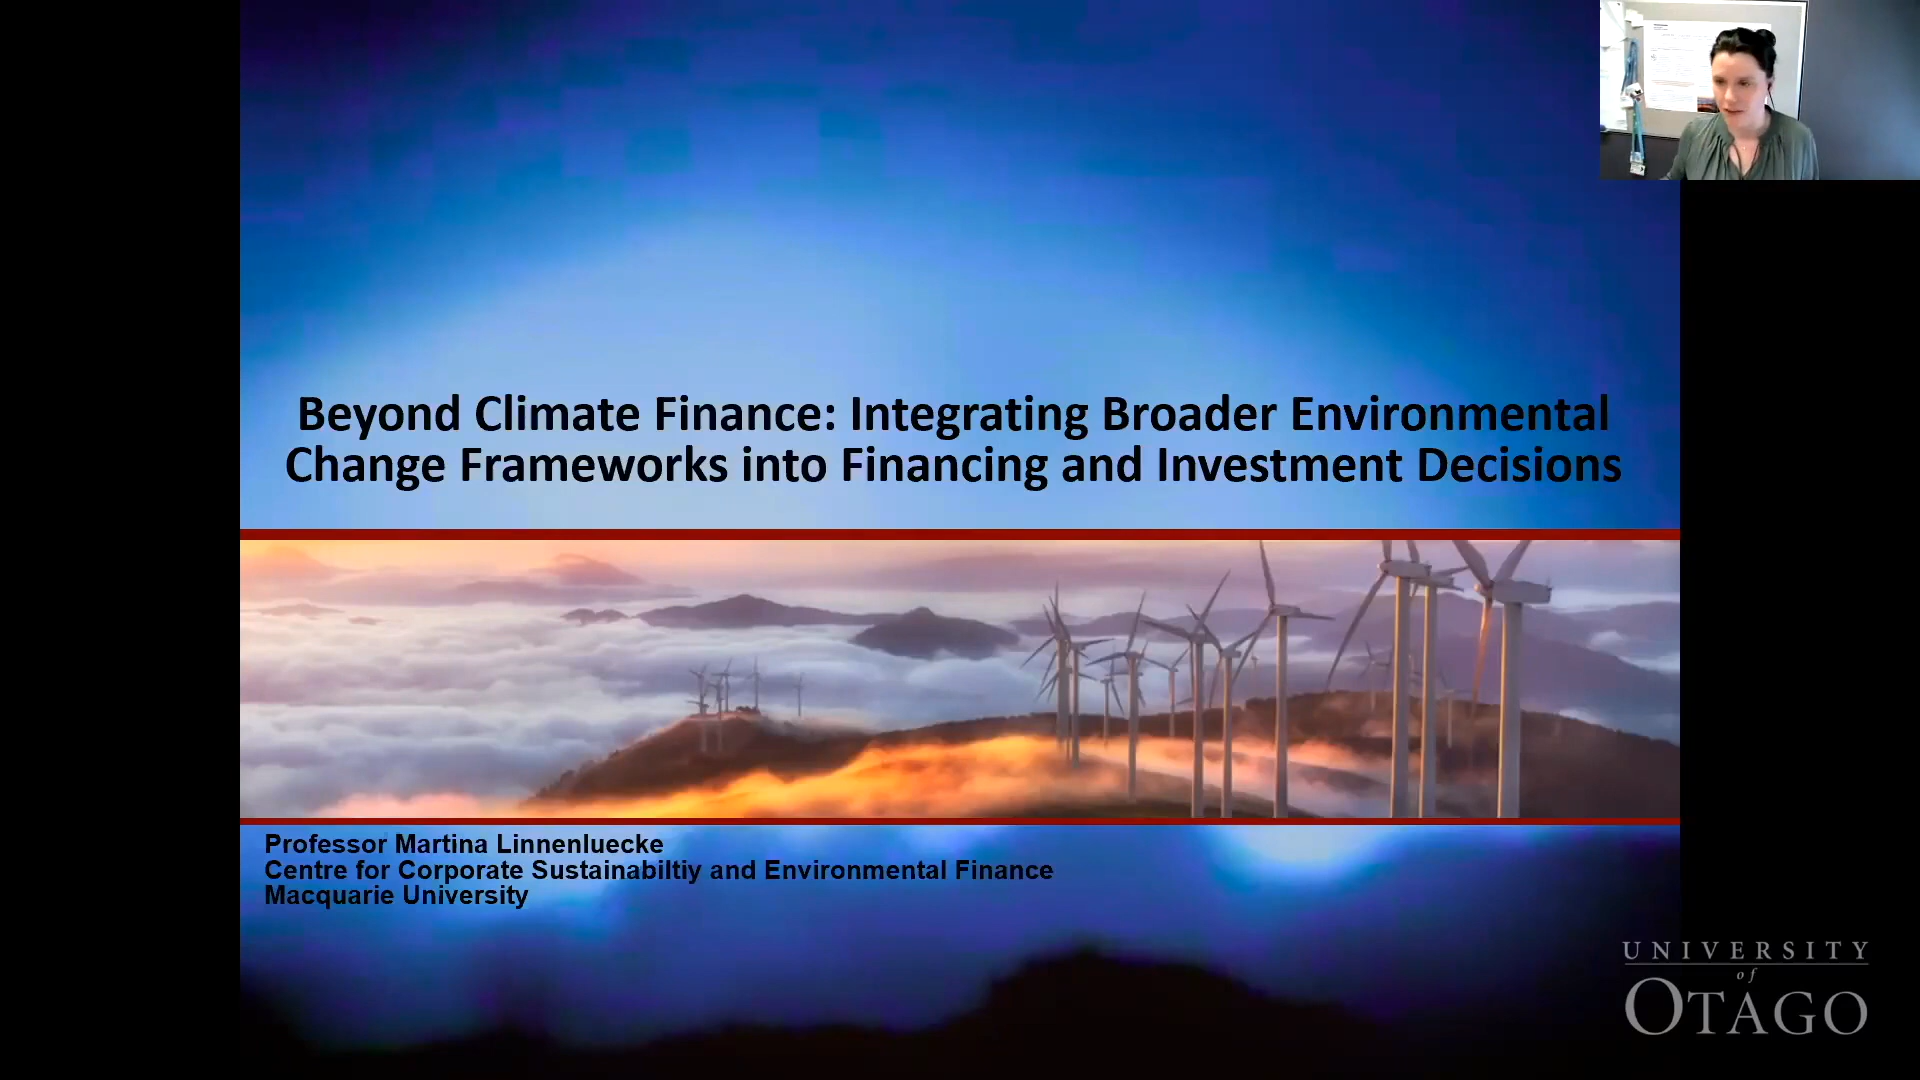 Beyond Climate Finance: Integrating Broader Environmental
Change Frameworks into Financing and Investment Decisions
Professor Martina Linnenluecke
Centre for Corporate Sustainabiltiy and Environmental Finance
Macquarie University
UNIVERSITY
of
OTAGO